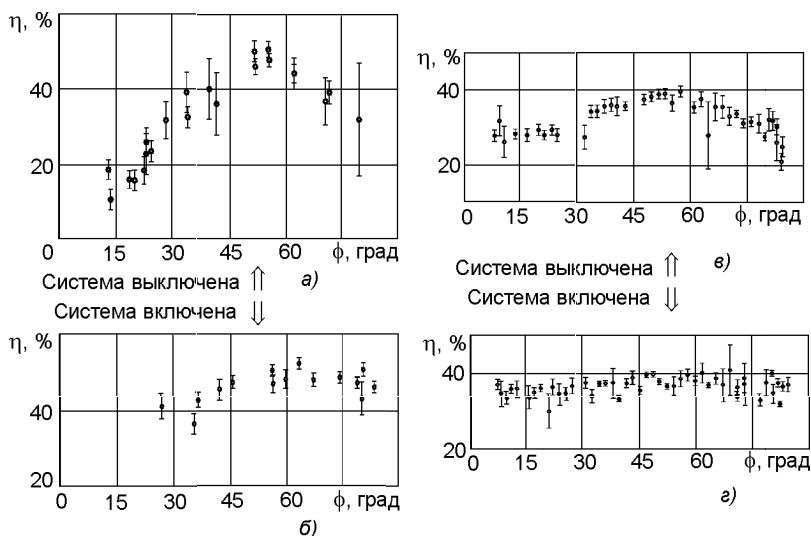 η, %
40
20
0
15
30
45
60
ϕ, град
Система выключена ⇑
а)
Система включена ⇓
η, %
40
20
0
15
30
45
60
ϕ, град
б)
η, %
40
20
0
15
30
45
60
ϕ, град
Система выключена ⇑
в)
Система включена ⇓
η, %
40
20
0
15
30
45
60
ϕ, град
г)